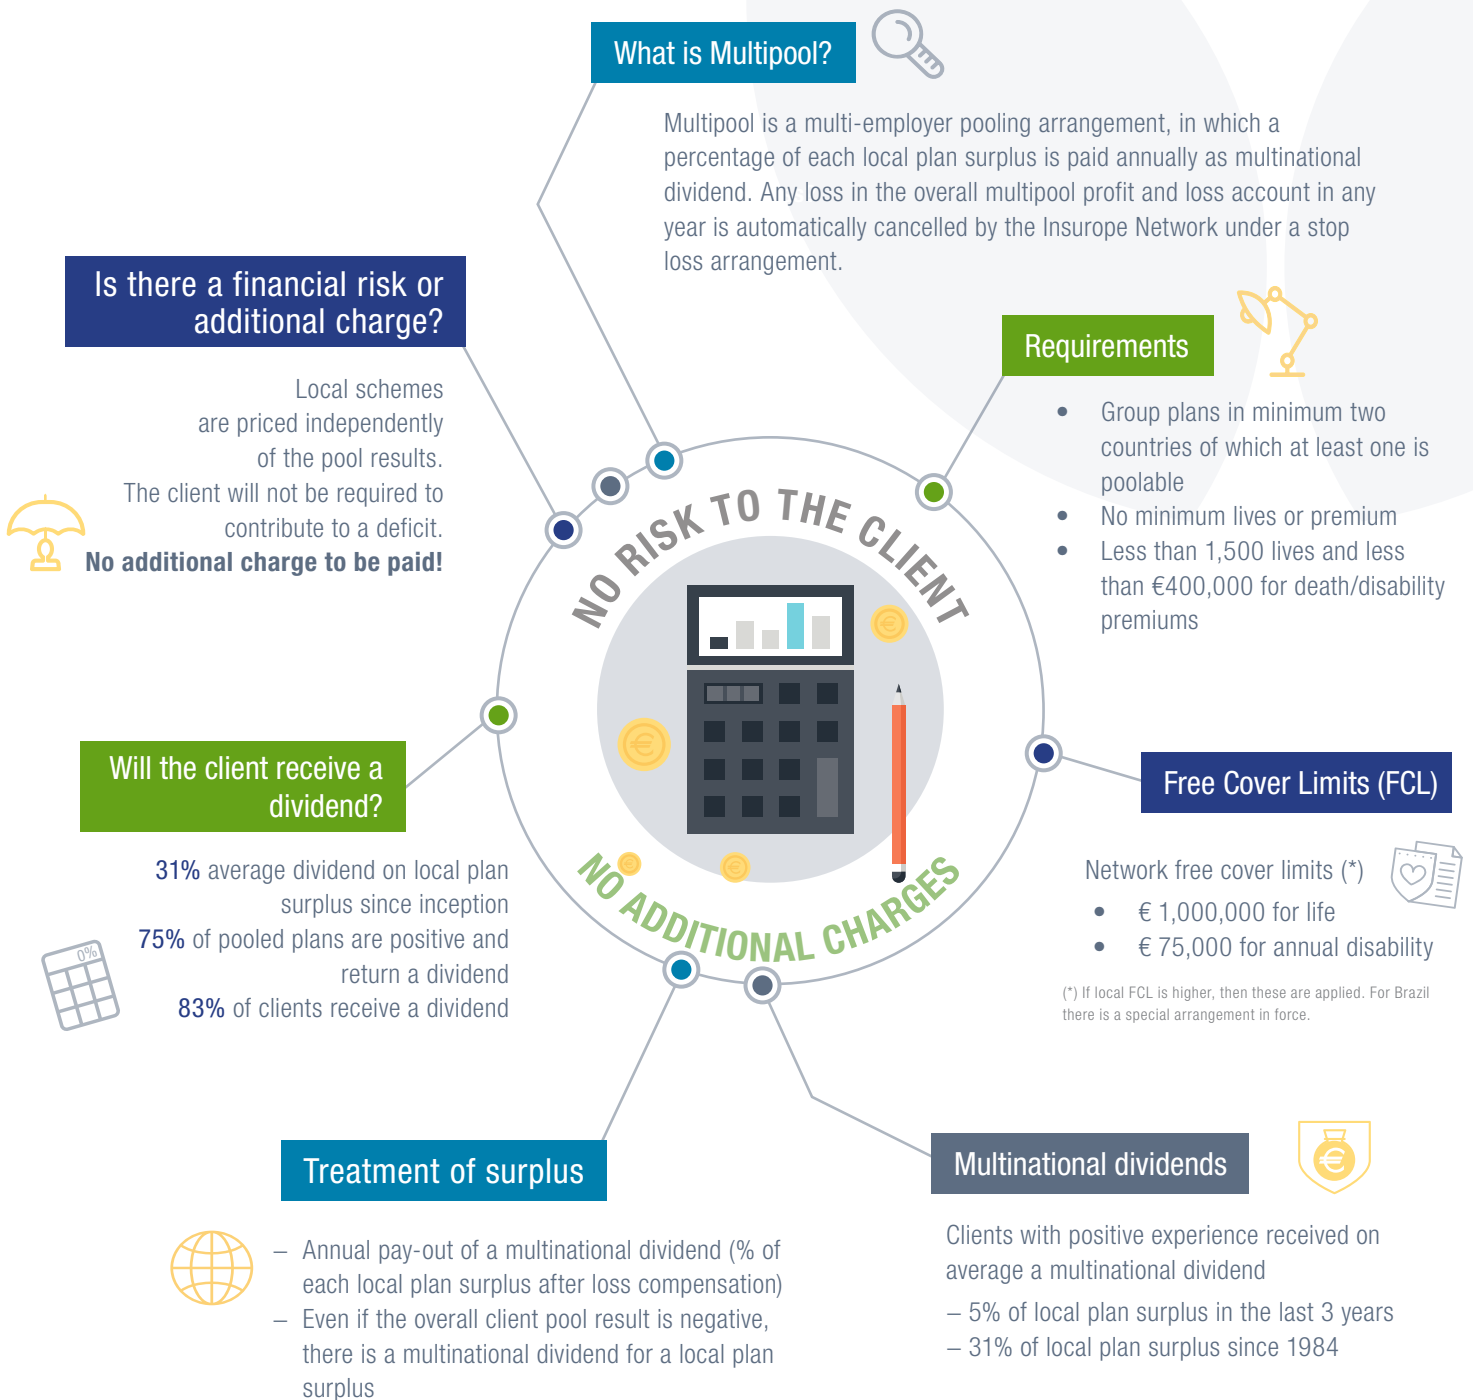 What is Multipool?
Multipool is a multi-employer pooling arrangement, in which a
percentage of each local plan surplus is paid annually as multinational
dividend. Any loss in the overall multipool profit and loss account in any
year is automatically cancelled by the Insurope Network under a stop
loss arrangement.
Is there a financial risk or
additional charge?
Local schemes
are priced independently
of the pool results.
The client will not be required to
contribute to a deficit.
No additional charge to be paid!
Requirements
• Group plans in minimum two
countries of which at least one is
poolable
• No minimum lives or premium
• Less than 1,500 lives and less
than €400,000 for death/disability
premiums
NO RISK TO THE CLIENT
€
€
€
€
NO ADDITIONAL CHARGES
Will the client receive a
dividend?
31% average dividend on local plan
surplus since inception
75% of pooled plans are positive and
return a dividend
83% of clients receive a dividend
0%
Free Cover Limits (FCL)
Network free cover limits (*)
• € 1,000,000 for life
• € 75,000 for annual disability
(*) If local FCL is higher, then these are applied. For Brazil
there is a special arrangement in force.
Treatment of surplus
– Annual pay-out of a multinational dividend (% of
each local plan surplus after loss compensation)
– Even if the overall client pool result is negative,
there is a multinational dividend for a local plan
surplus
Multinational dividends
€
Clients with positive experience received on
average a multinational dividend
– 5% of local plan surplus in the last 3 years
– 31% of local plan surplus since 1984